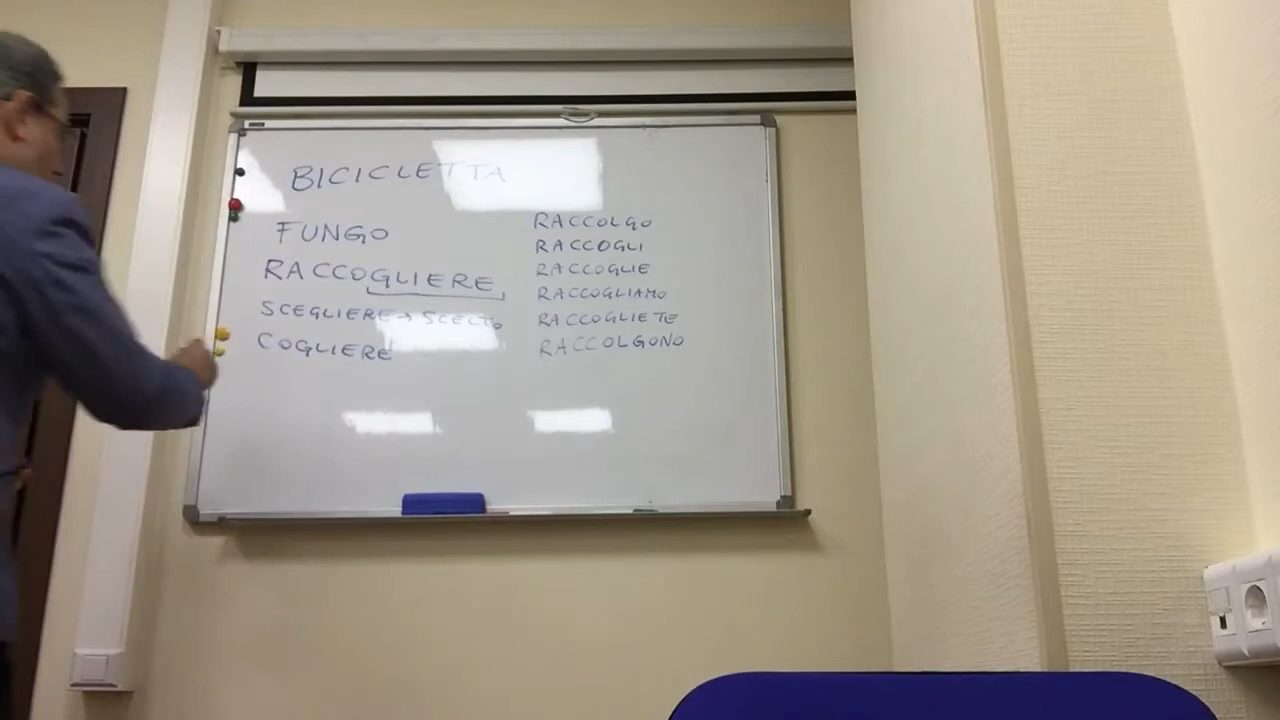 BICICLETTA
FUNGO
RACCOGLIERE
SCEGLIERE → SCELTO
COGLIERE
RACCOLGO
RACCOGLI
RACCOGLIE
RACCOGLIAMO
RACCOGLIETE
RACCOLGONO